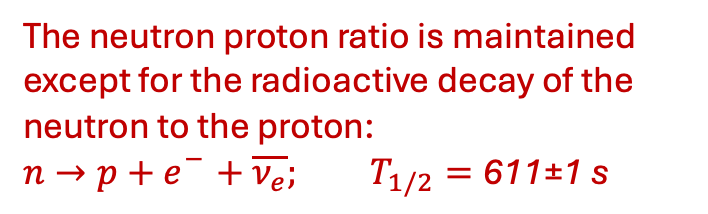 The neutron proton ratio is maintained
except for the radioactive decay of the
neutron to the proton:
n → p + e⁻ + ν̅ₑ; T₁/₂ = 611±1 s